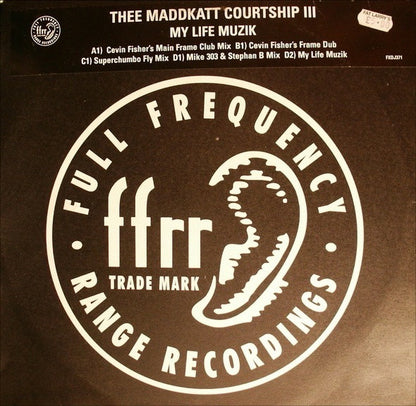 THEE MADDKATT COURTSHIP III
MY LIFE MUZIK
A1) Cevin Fisher's Main Frame Club Mix B1) Cevin Fisher's Frame Dub
C1) Superchumbo Fly Mix D1) Mike 303 & Stephan B Mix D2) My Life Muzik
FXDJ371
FULL FREQUENCY
ffrr
TRADE MARK
RANGE RECORDINGS